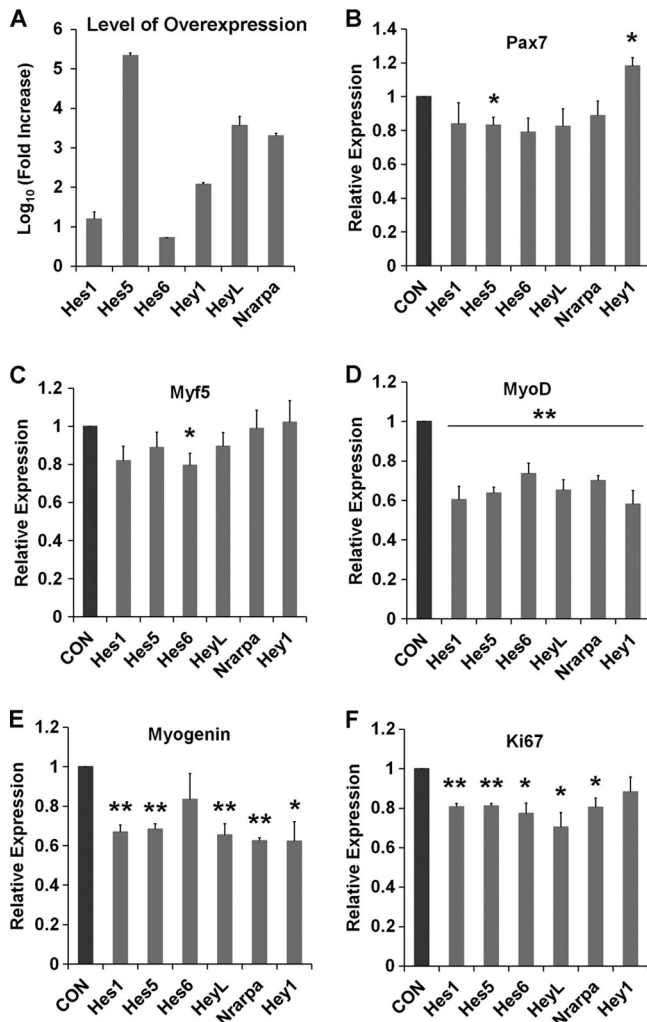 A
Level of Overexpression
Log10 (Fold Increase)
6
5
4
3
2
1
0
Hes1
Hes5
Hes6
Hey1
HeyL
Nrarpa
B
Pax7
Relative Expression
1.4
1.2
1
0.8
0.6
0.4
0.2
0
*
*
CON
Hes1
Hes5
Hes6
HeyL
Nrarpa
Hey1
C
Myf5
Relative Expression
1.2
1
0.8
0.6
0.4
0.2
0
*
CON
Hes1
Hes5
Hes6
HeyL
Nrarpa
Hey1
D
MyoD
Relative Expression
1.2
1
0.8
0.6
0.4
0.2
0
**
CON
Hes1
Hes5
Hes6
HeyL
Nrarpa
Hey1
E
Myogenin
Relative Expression
1.2
1
0.8
0.6
0.4
0.2
0
** ** ** ** *
CON
Hes1
Hes5
Hes6
HeyL
Nrarpa
Hey1
F
Ki67
Relative Expression
1.2
1
0.8
0.6
0.4
0.2
0
** ** * * *
CON
Hes1
Hes5
Hes6
HeyL
Nrarpa
Hey1